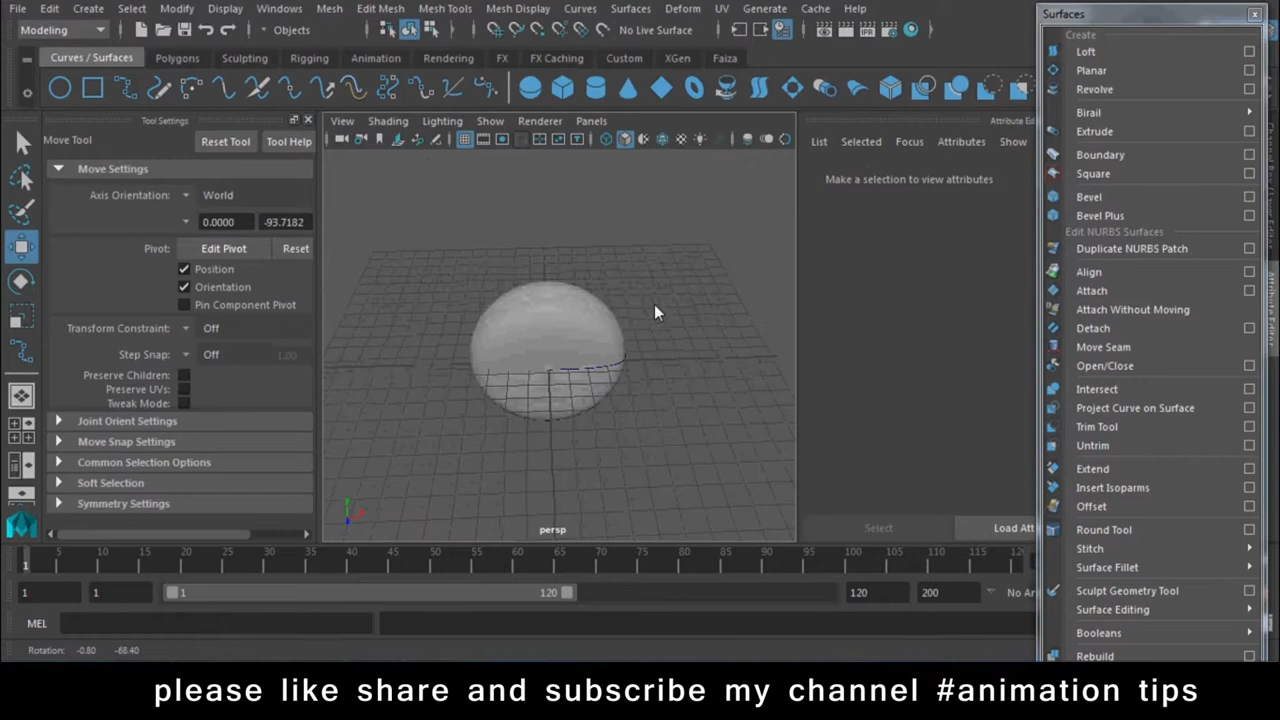 File Edit Create Select Modify Display Windows Mesh Edit Mesh Mesh Tools Mesh Display Curves Surfaces Deform UV Generate Cache Help
Surfaces
Modeling Objects No Live Surface
Curves / Surfaces Polygons Sculpting Rigging Animation Rendering FX FX Caching Custom XGen Faiza
Tool Settings
Move Tool Reset Tool Tool Help
Move Settings
Axis Orientation: World
0.0000 -93.7182
Pivot: Edit Pivot Reset
Position
Orientation
Pin Component Pivot
Transform Constraint: Off
Step Snap: Off 1.00
Preserve Children:
Preserve UVs:
Tweak Mode:
Joint Orient Settings
Move Snap Settings
Common Selection Options
Soft Selection
Symmetry Settings
View Shading Lighting Show Renderer Panels
persp
List Selected Focus Attributes Show
Make a selection to view attributes
Select Load Att
Create
Loft
Planar
Revolve
Birail
Extrude
Boundary
Square
Bevel
Bevel Plus
Edit NURBS Surfaces
Duplicate NURBS Patch
Align
Attach
Attach Without Moving
Detach
Move Seam
Open/Close
Intersect
Project Curve on Surface
Trim Tool
Untrim
Extend
Insert Isoparms
Offset
Round Tool
Stitch
Surface Fillet
Sculpt Geometry Tool
Surface Editing
Booleans
Rebuild
5 10 15 20 25 30 35 40 45 50 55 60 65 70 75 80 85 90 95 100 105 110 115
1
1 1 1 120 120 200
MEL
Rotation: -0.80 -68.40
please like share and subscribe my channel #animation tips